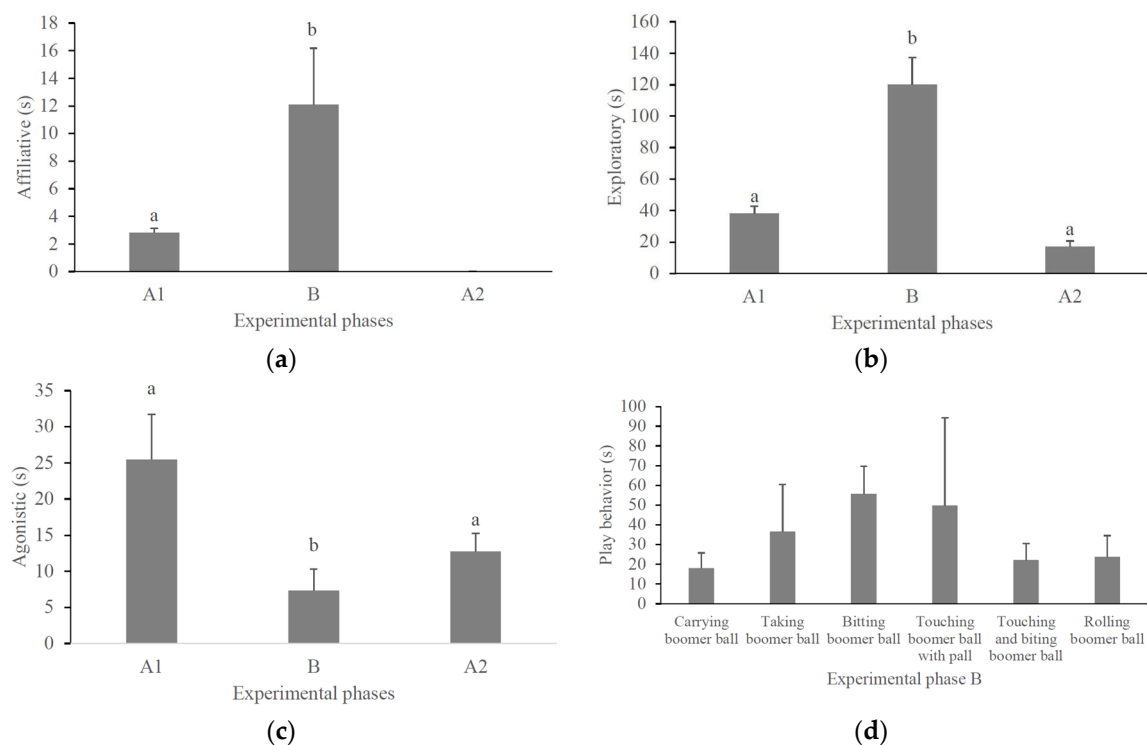 18
16
14
12
10
8
6
4
2
0
Affiliative (s)
a
b
A1 B A2
Experimental phases
(a)
160
140
120
100
80
60
40
20
0
Exploratory (s)
a
b
a
A1 B A2
Experimental phases
(b)
35
30
25
20
15
10
5
0
Agonistic (s)
a
b
a
A1 B A2
Experimental phases
(c)
100
90
80
70
60
50
40
30
20
10
0
Play behavior (s)
Carrying
boomer ball
Taking
boomer ball
Bitting
boomer ball
Touching
boomer ball
with pall
Touching
and biting
boomer ball
Rolling
boomer ball
Experimental phase B
(d)